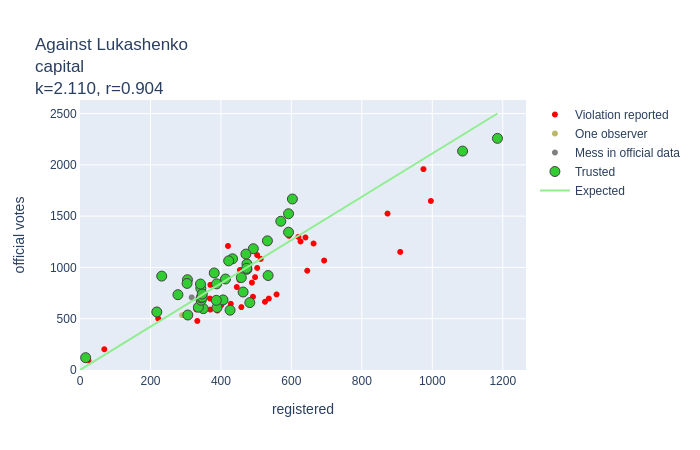 Against Lukashenko
capital
k=2.110, r=0.904
2500
2000
1500
1000
500
0
official votes
0
200
400
600
800
1000
1200
registered
Violation reported
One observer
Mess in official data
Trusted
Expected